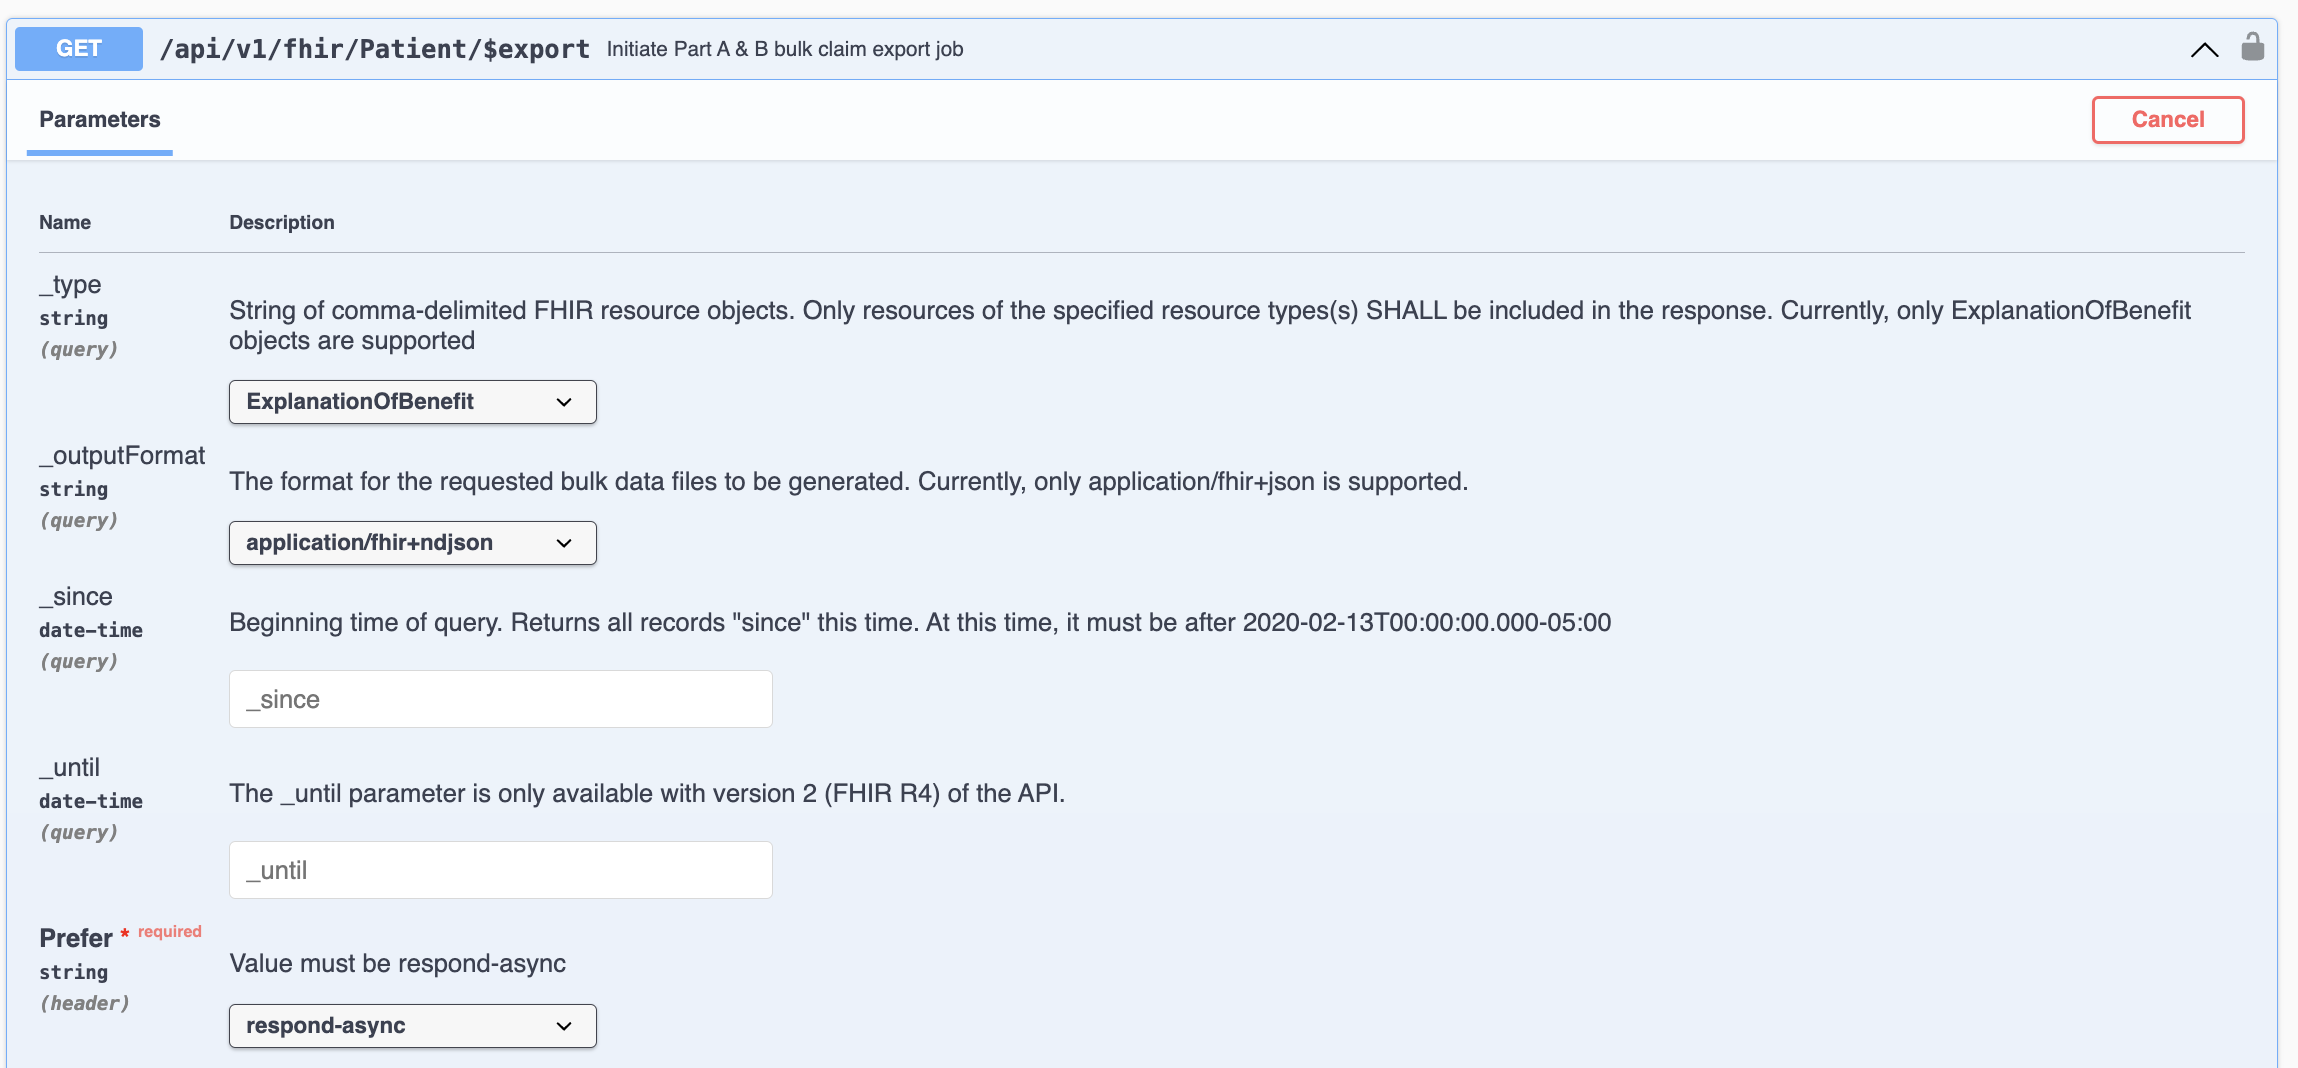 GET /api/v1/fhir/Patient/$export Initiate Part A & B bulk claim export job
Parameters
Cancel
Name Description
_type
string
(query)
String of comma-delimited FHIR resource objects. Only resources of the specified resource types(s) SHALL be included in the response. Currently, only ExplanationOfBenefit
objects are supported
ExplanationOfBenefit
_outputFormat
string
(query)
The format for the requested bulk data files to be generated. Currently, only application/fhir+json is supported.
application/fhir+ndjson
_since
date-time
(query)
Beginning time of query. Returns all records "since" this time. At this time, it must be after 2020-02-13T00:00:00.000-05:00
_since
_until
date-time
(query)
The _until parameter is only available with version 2 (FHIR R4) of the API.
_until
Prefer * required
string
(header)
Value must be respond-async
respond-async